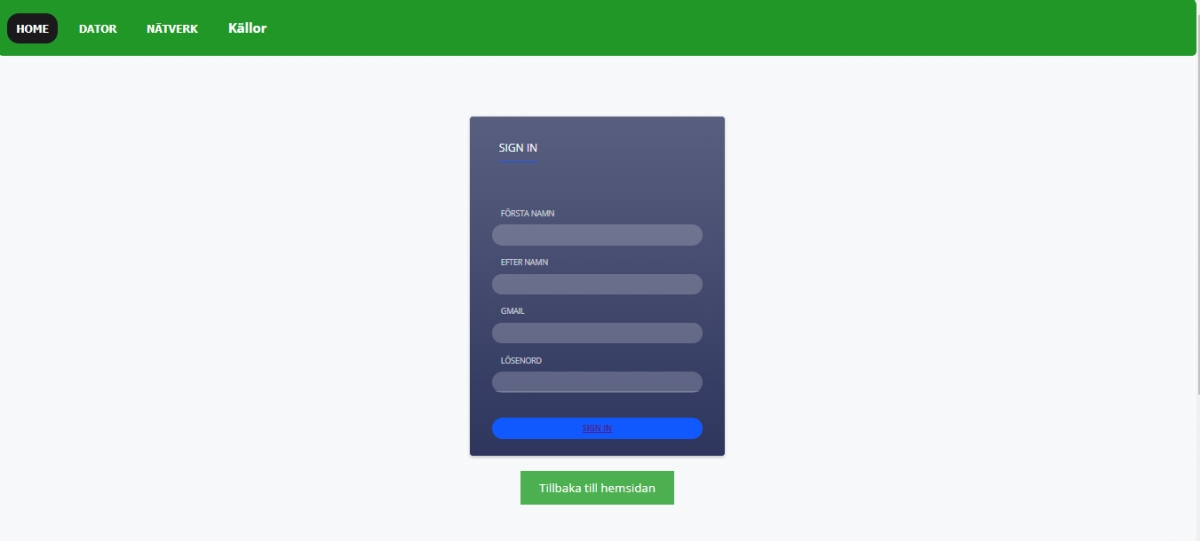 HOME DATOR NÄTVERK Källor
SIGN IN
FÖRSTA NAMN
EFTER NAMN
GMAIL
LÖSENORD
SIGN IN
Tillbaka till hemsidan